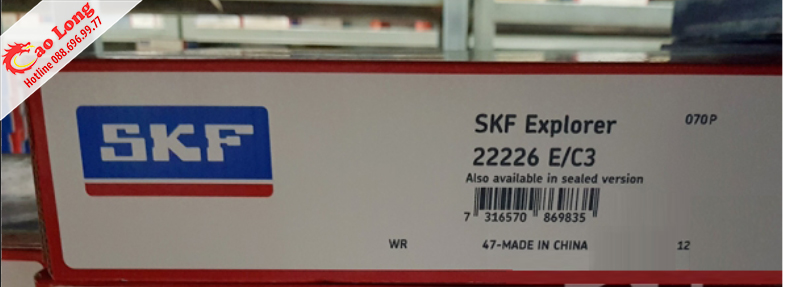 Cao Long
Hotline 088.696.99.77
SKF
SKF Explorer
070P
22226 E/C3
Also available in sealed version
7 316570 869835
WR
47-MADE IN CHINA
12